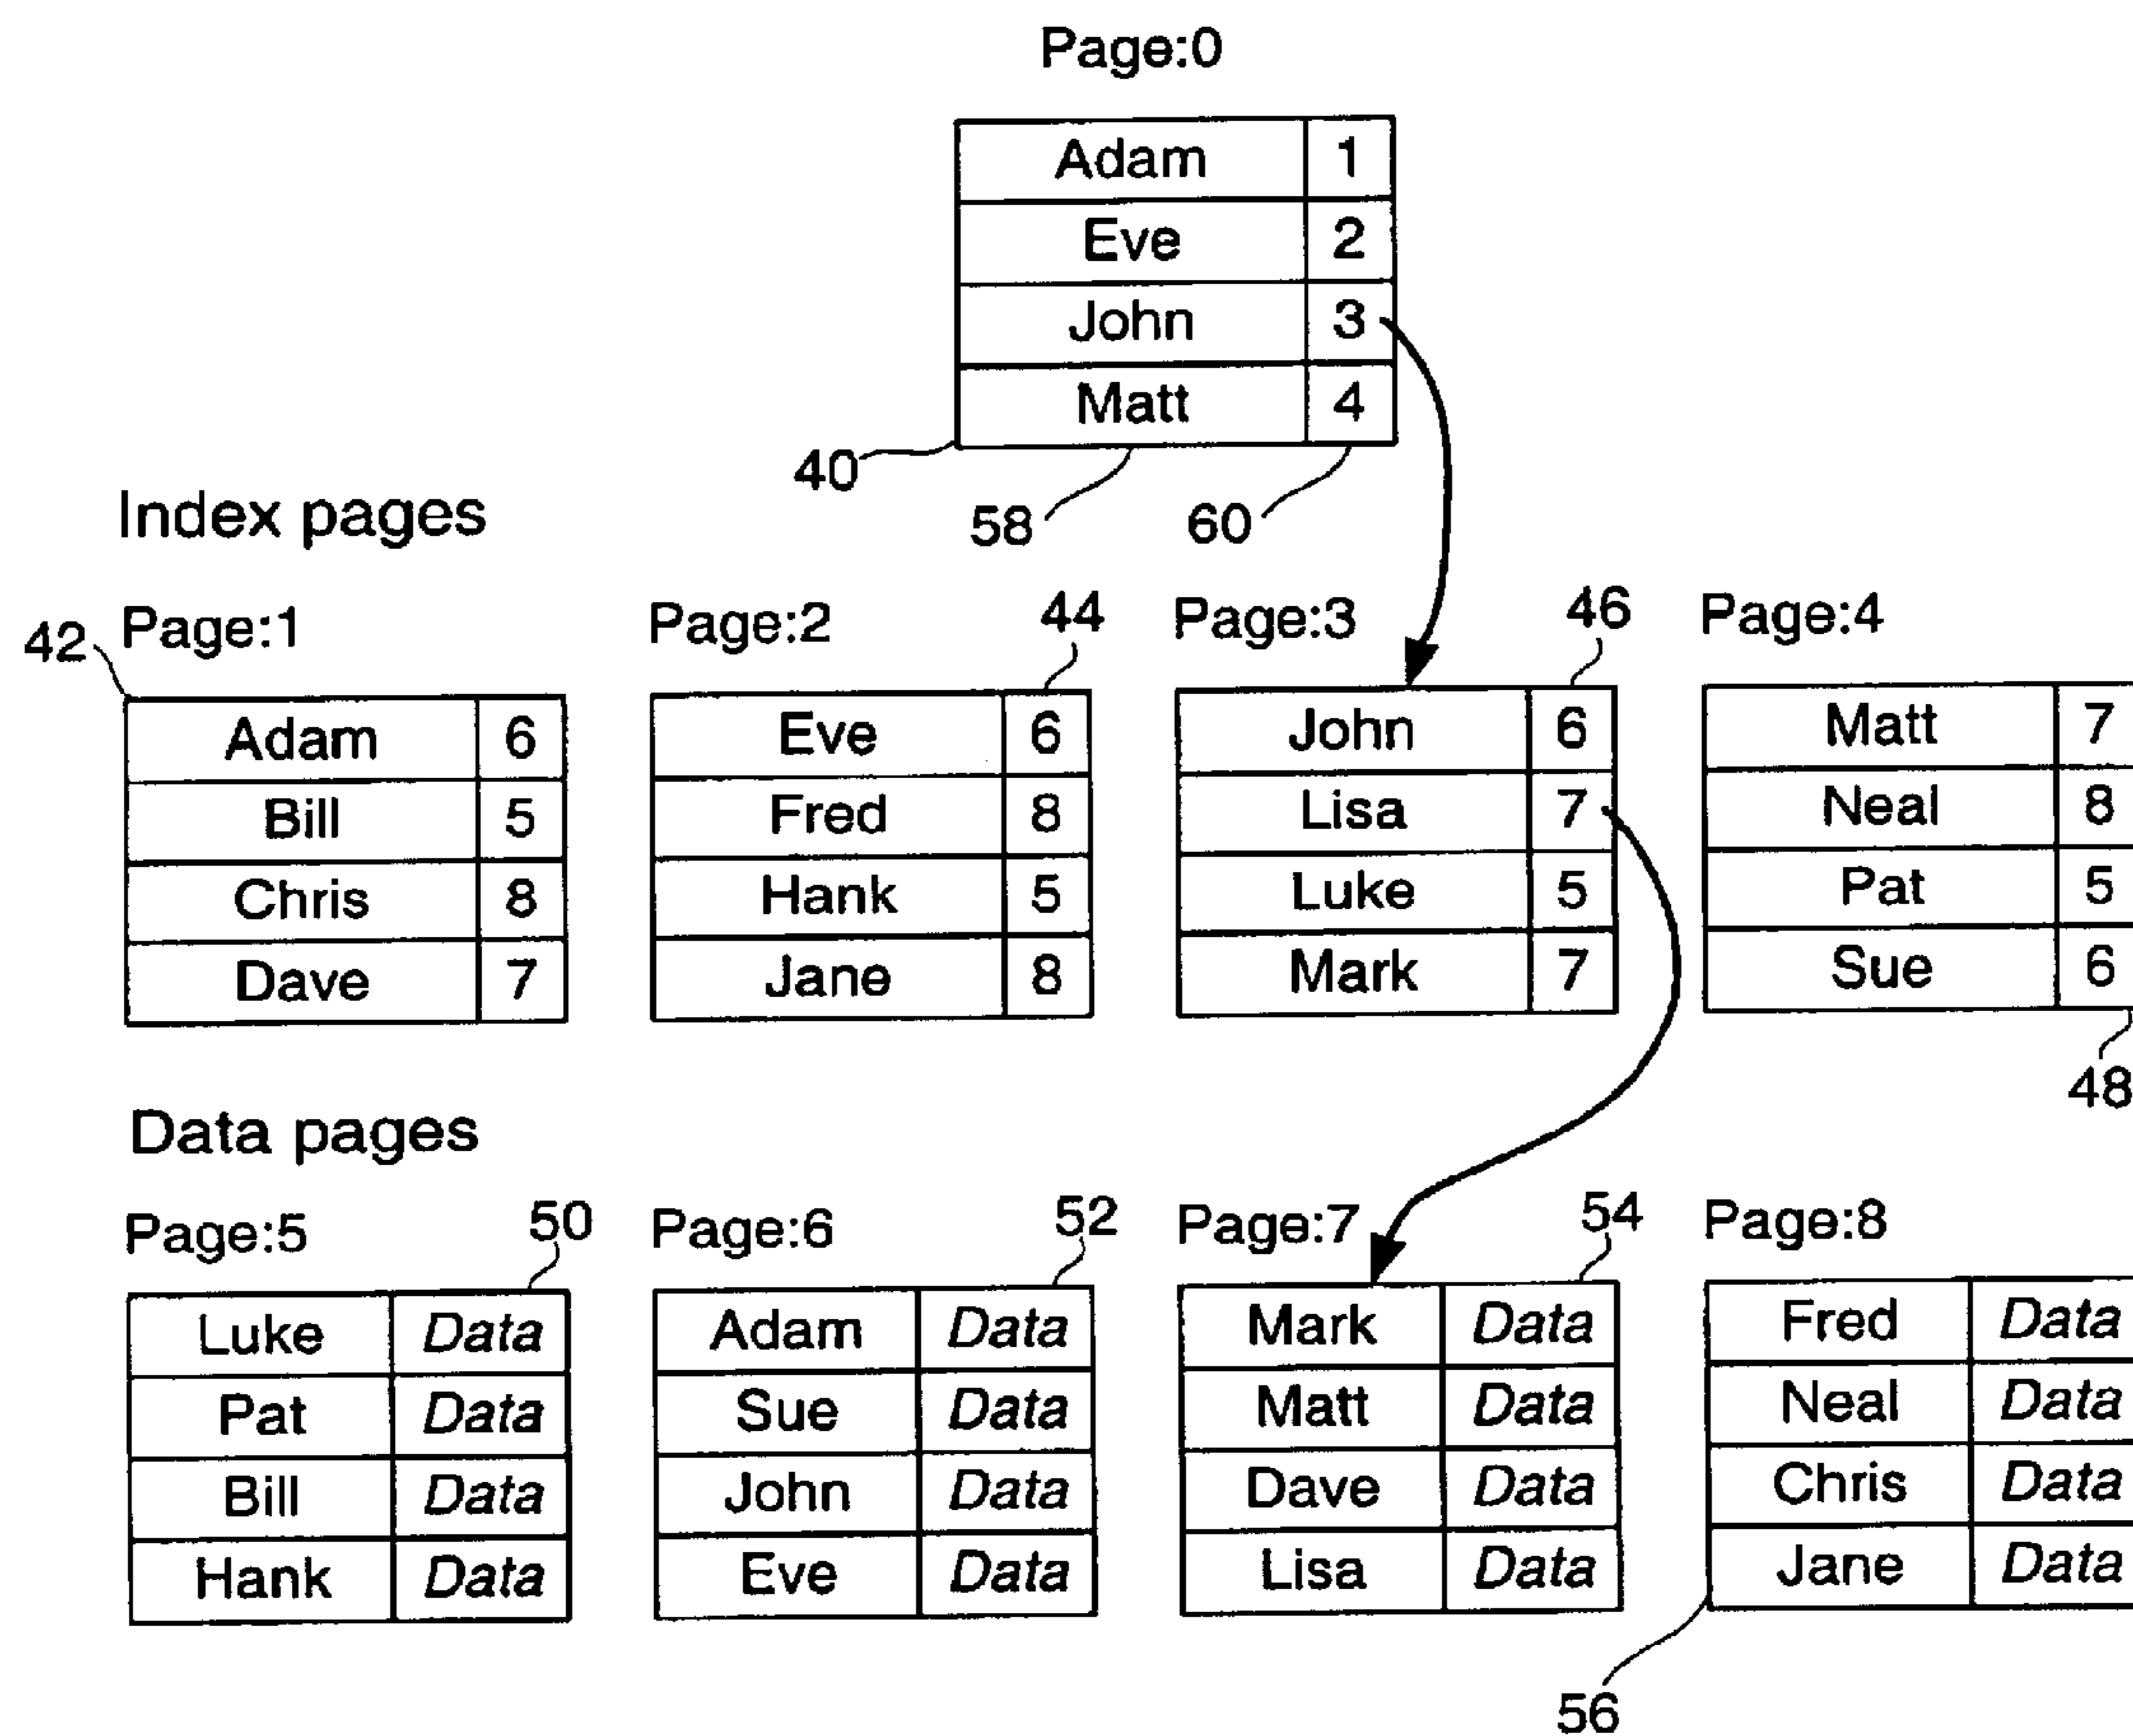 Page:0
Adam 1
Eve 2
John 3
Matt 4
40
58 60
Index pages
42 Page:1 Page:2 44 Page:3 46 Page:4
Adam 6 Eve 6 John 6 Matt 7
Bill 5 Fred 8 Lisa 7 Neal 8
Chris 8 Hank 5 Luke 5 Pat 5
Dave 7 Jane 8 Mark 7 Sue 6
48
Data pages
Page:5 50 Page:6 52 Page:7 54 Page:8
Luke Data Adam Data Mark Data Fred Data
Pat Data Sue Data Matt Data Neal Data
Bill Data John Data Dave Data Chris Data
Hank Data Eve Data Lisa Data Jane Data
56